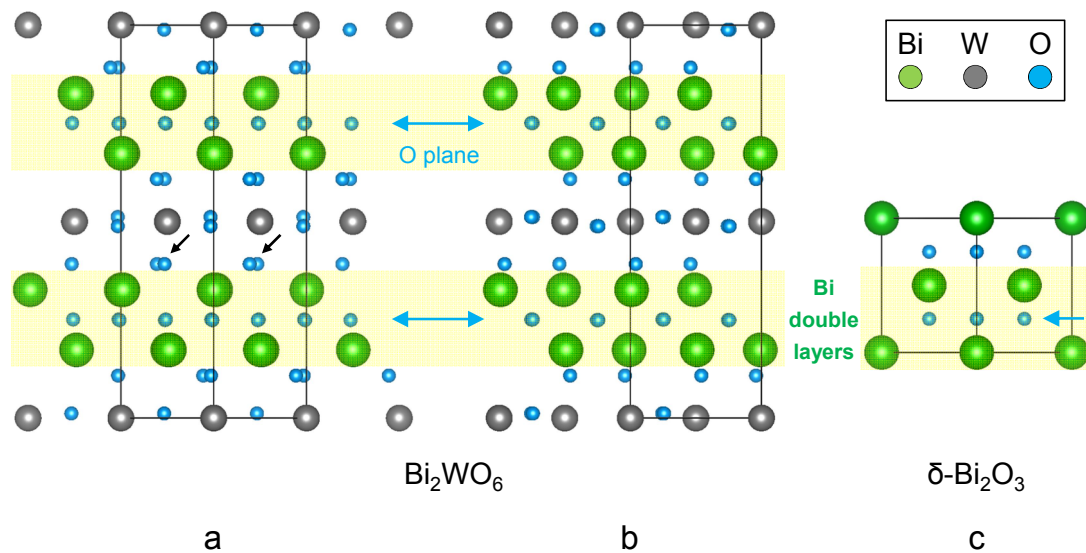 Bi W O
O plane
Bi
double
layers
Bi₂WO₆
δ-Bi₂O₃
a
b
c